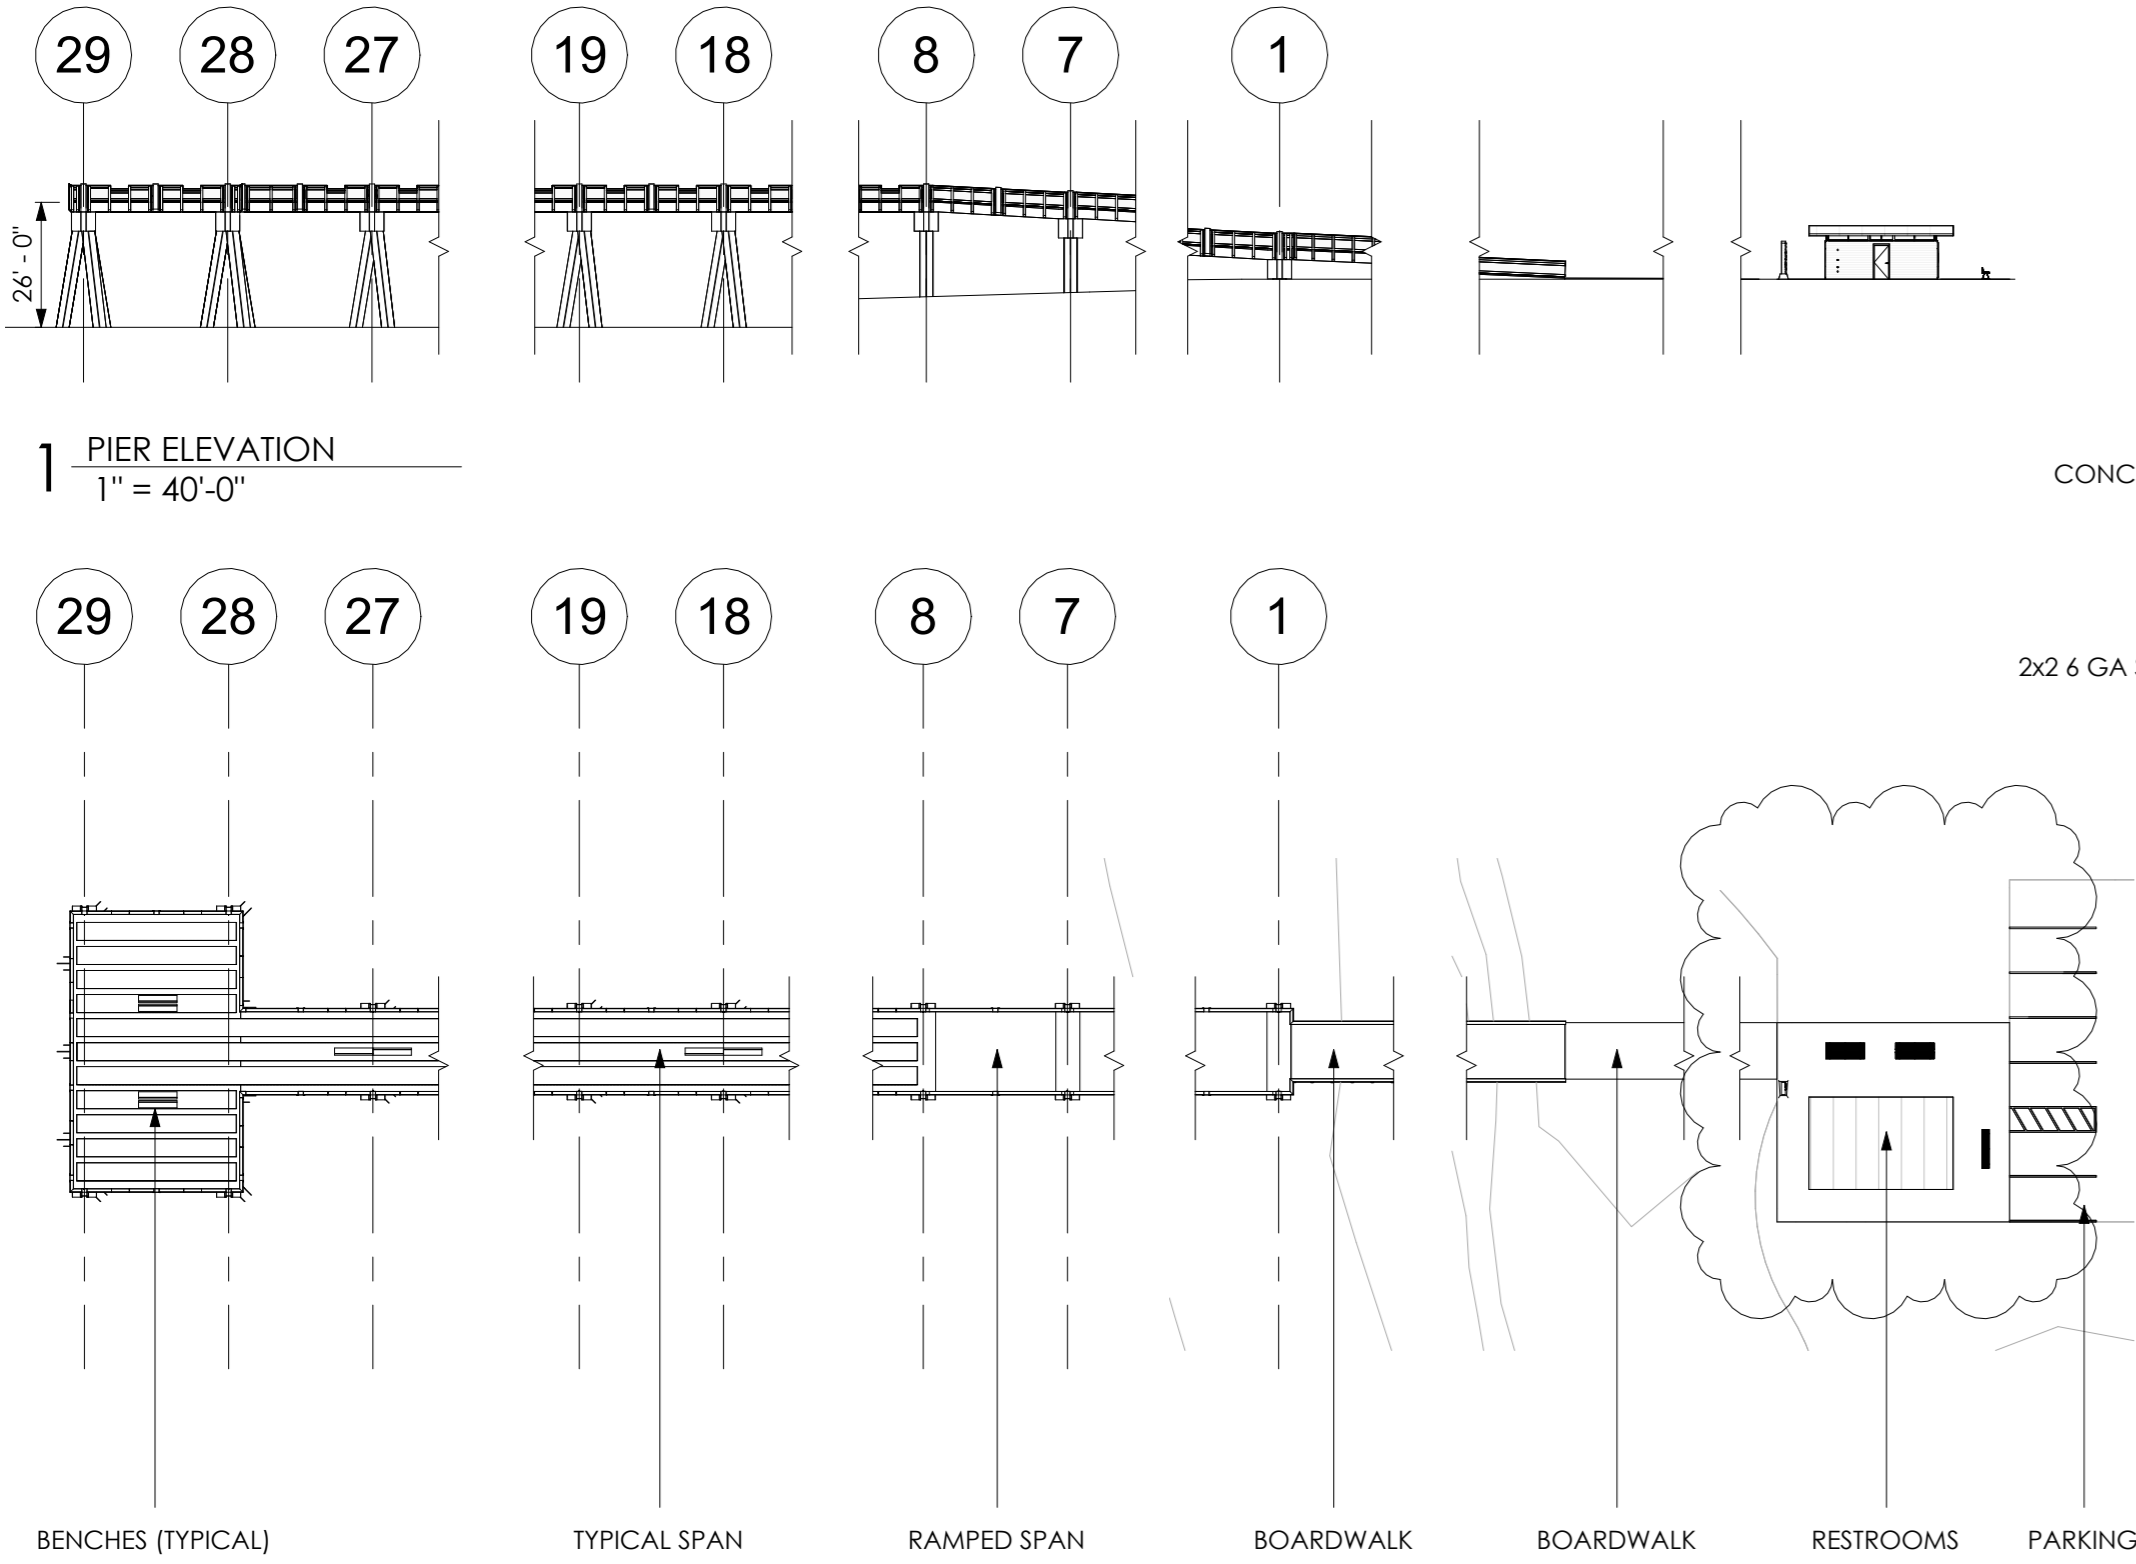 29 28 27 19 18 8 7 1
26' - 0"
1 PIER ELEVATION
1" = 40'-0"
CONC
29 28 27 19 18 8 7 1
2x2 6 GA
BENCHES (TYPICAL) TYPICAL SPAN RAMPED SPAN BOARDWALK BOARDWALK RESTROOMS PARKING